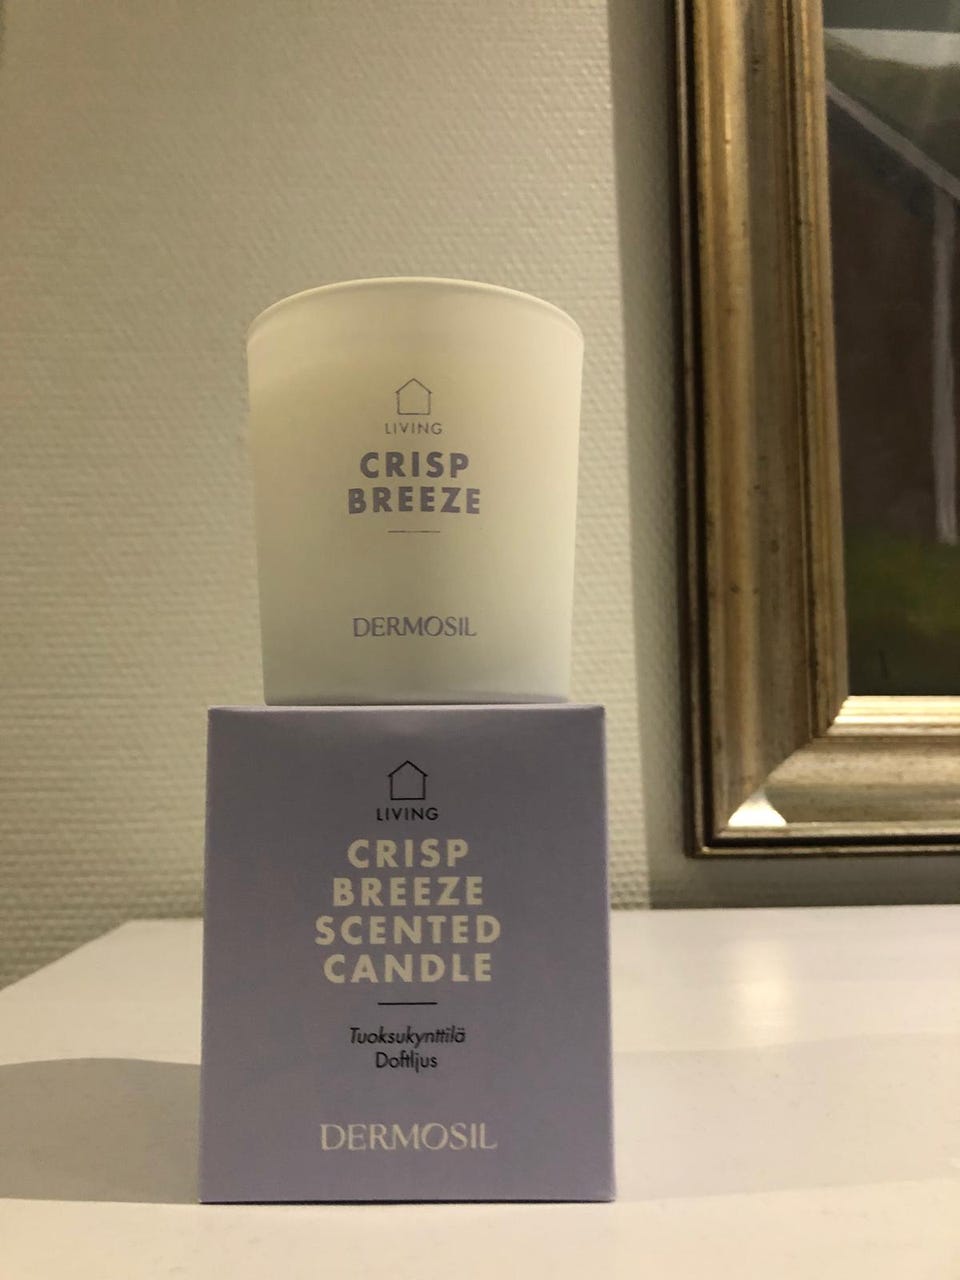 LIVING
CRISP
BREEZE
DERMOSIL
LIVING
CRISP
BREEZE
SCENTED
CANDLE
Tuoksukynttilä
Doftljus
DERMOSIL